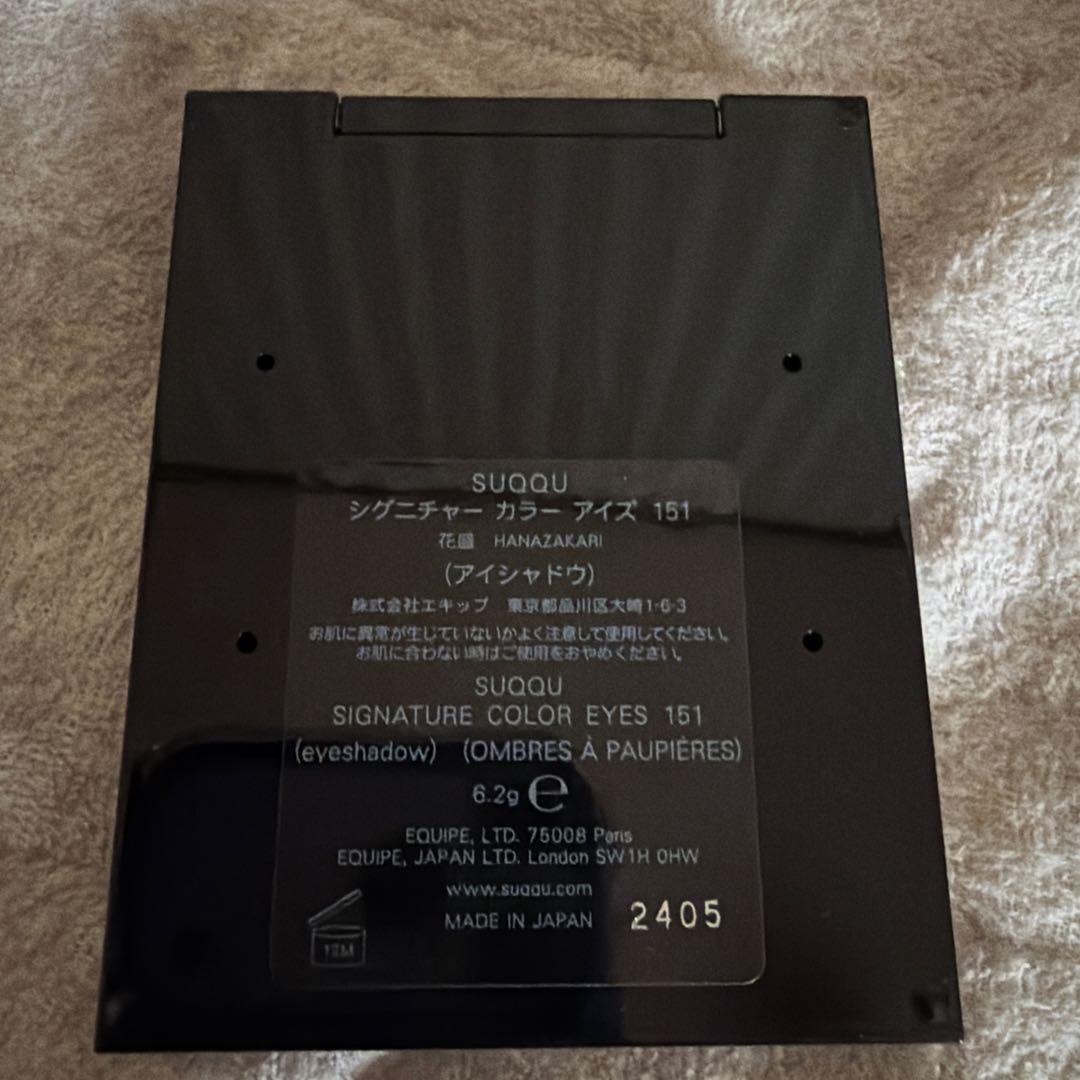 SUQQU
シグニチャー カラー アイズ 151
花盛 HANAZAKARI
(アイシャドウ)
株式会社エキップ 東京都品川区大崎1-6-3
お肌に異常が生じていないかよく注意して使用してください。
お肌に合わない時はご使用をおやめください。
SUQQU
SIGNATURE COLOR EYES 151
(eyeshadow) (OMBRES À PAUPIÈRES)
6.2g ℮
EQUIPE, LTD. 75008 Paris
EQUIPE, JAPAN LTD. London SW1H 0HW
www.suqqu.com
MADE IN JAPAN 2405